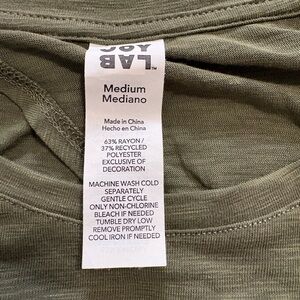 LAB
ABC
™
Medium
Mediano
Made in China
Hecho en China
63% RAYON /
37% RECYCLED
POLYESTER
EXCLUSIVE OF
DECORATION
MACHINE WASH COLD
SEPARATELY
GENTLE CYCLE
ONLY NON-CHLORINE
BLEACH IF NEEDED
TUMBLE DRY LOW
REMOVE PROMPTLY
COOL IRON IF NEEDED